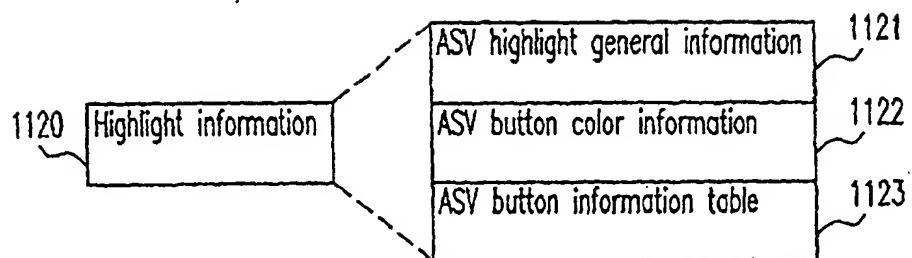 ASV highlight general information 1121
1120 Highlight information ASV button color information 1122
ASV button information table 1123